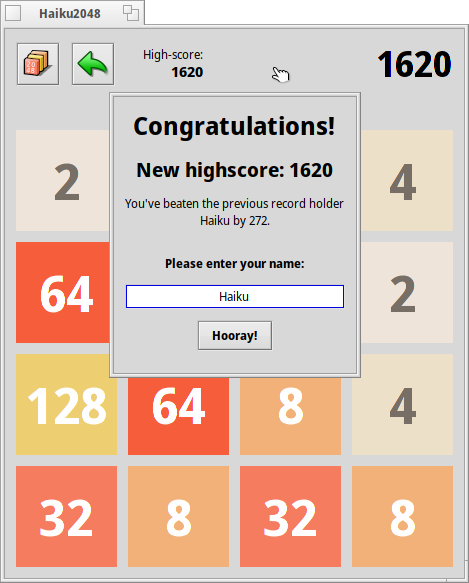 Haiku2048
High-score:
1620
1620
Congratulations!
New highscore: 1620
You've beaten the previous record holder
Haiku by 272.
Please enter your name:
Haiku
Hooray!
2
4
64
2
128
64
8
4
32
8
32
8